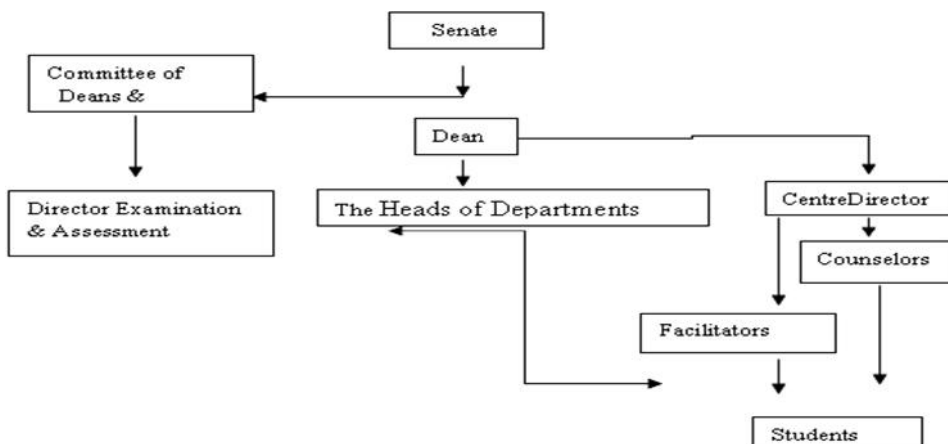 Senate
Committee of
Deans &
Dean
Director Examination
& Assessment
The Heads of Departments
CentreDirector
Counselors
Facilitators
Students